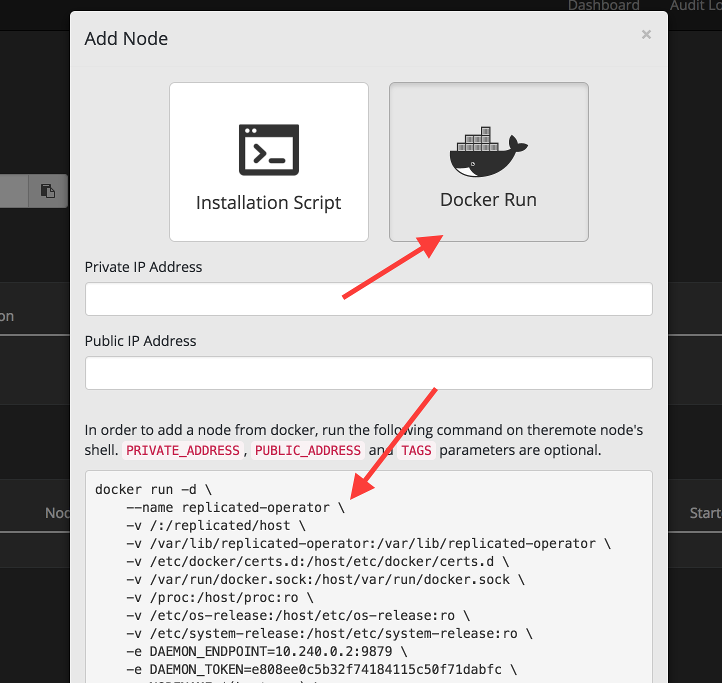 Dashboard Audit Lo
Add Node
×
Installation Script
Docker Run
Private IP Address
on
Public IP Address
In order to add a node from docker, run the following command on theremote node's
shell. PRIVATE_ADDRESS , PUBLIC_ADDRESS and TAGS parameters are optional.
docker run -d \
--name replicated-operator \
Nod
Start
-v /:/replicated/host \
-v /var/lib/replicated-operator:/var/lib/replicated-operator \
-v /etc/docker/certs.d:/host/etc/docker/certs.d \
-v /var/run/docker.sock:/host/var/run/docker.sock \
-v /proc:/host/proc:ro \
-v /etc/os-release:/host/etc/os-release:ro \
-v /etc/system-release:/host/etc/system-release:ro \
-e DAEMON_ENDPOINT=10.240.0.2:9879 \
-e DAEMON_TOKEN=e808ee0c5b32f74184115c50f71dabfc \